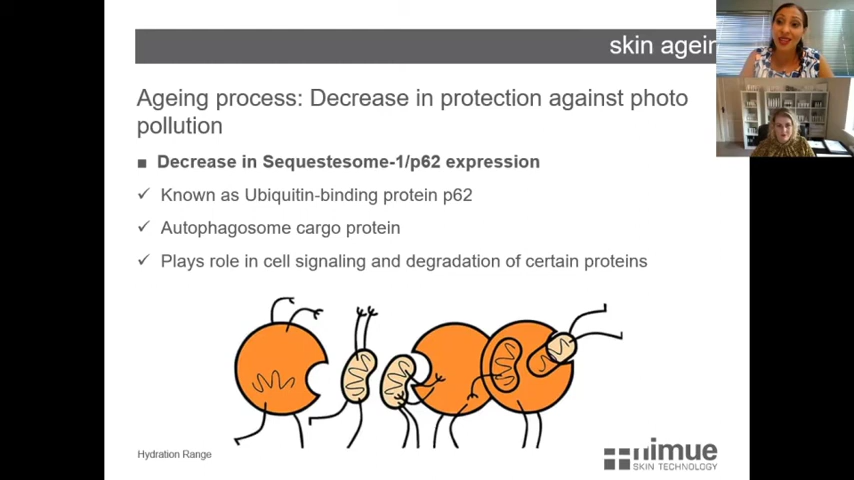 skin agein
Ageing process: Decrease in protection against photo
pollution
Decrease in Sequestesome-1/p62 expression
Known as Ubiquitin-binding protein p62
Autophagosome cargo protein
Plays role in cell signaling and degradation of certain proteins
Hydration Range
nimue
SKIN TECHNOLOGY